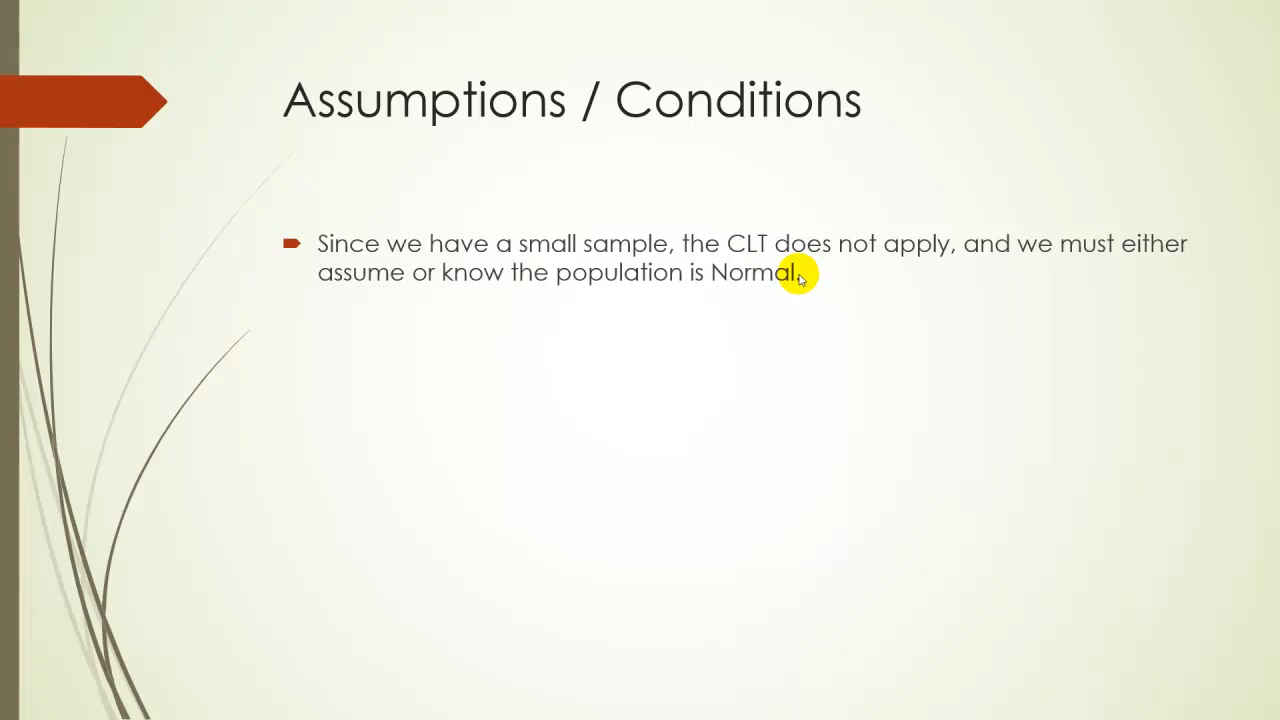 Assumptions / Conditions
Since we have a small sample, the CLT does not apply, and we must either
assume or know the population is Normal.